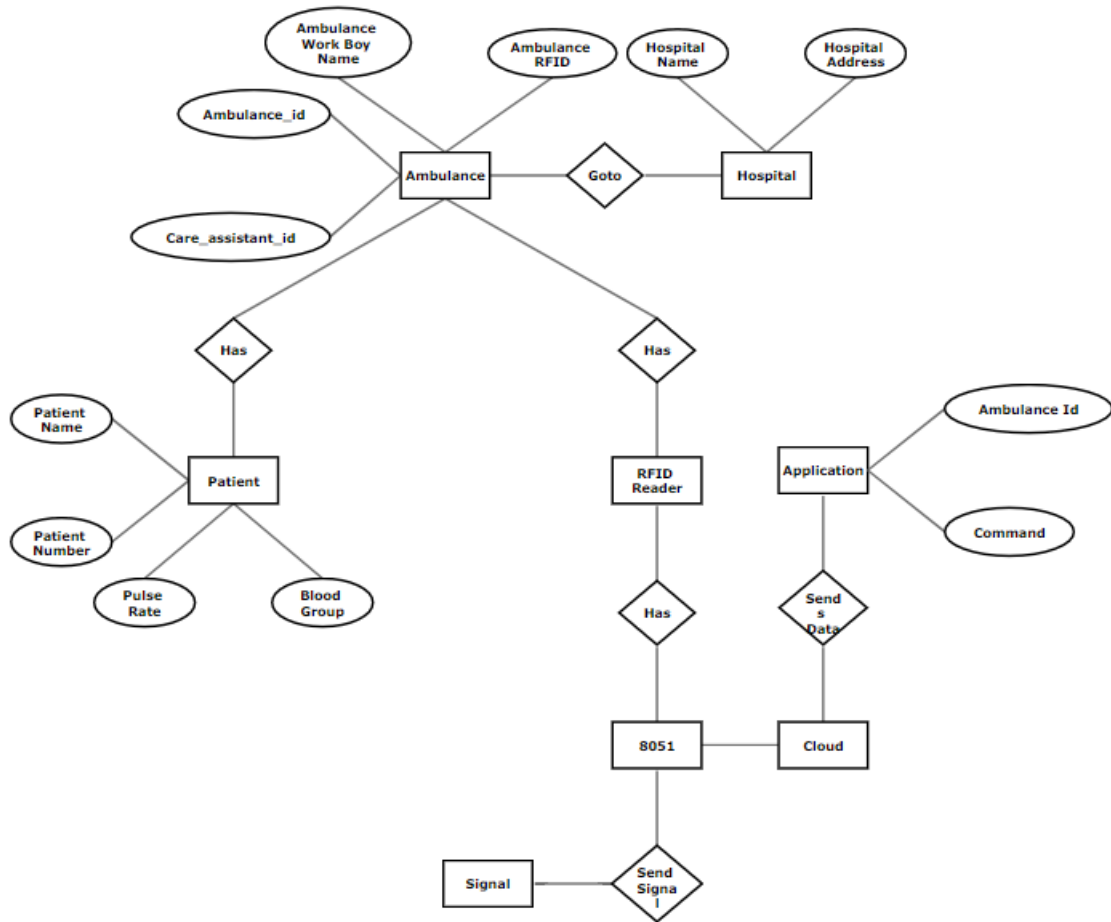 Ambulance
Work Boy
Name
Ambulance
RFID
Hospital
Name
Hospital
Address
Ambulance_id
Ambulance
Goto
Hospital
Care_assistant_id
Has
Has
Patient
Name
Ambulance Id
Patient
RFID
Reader
Application
Patient
Number
Command
Pulse
Rate
Blood
Group
Has
Send
s
Data
8051
Cloud
Signal
Send
Signa
l